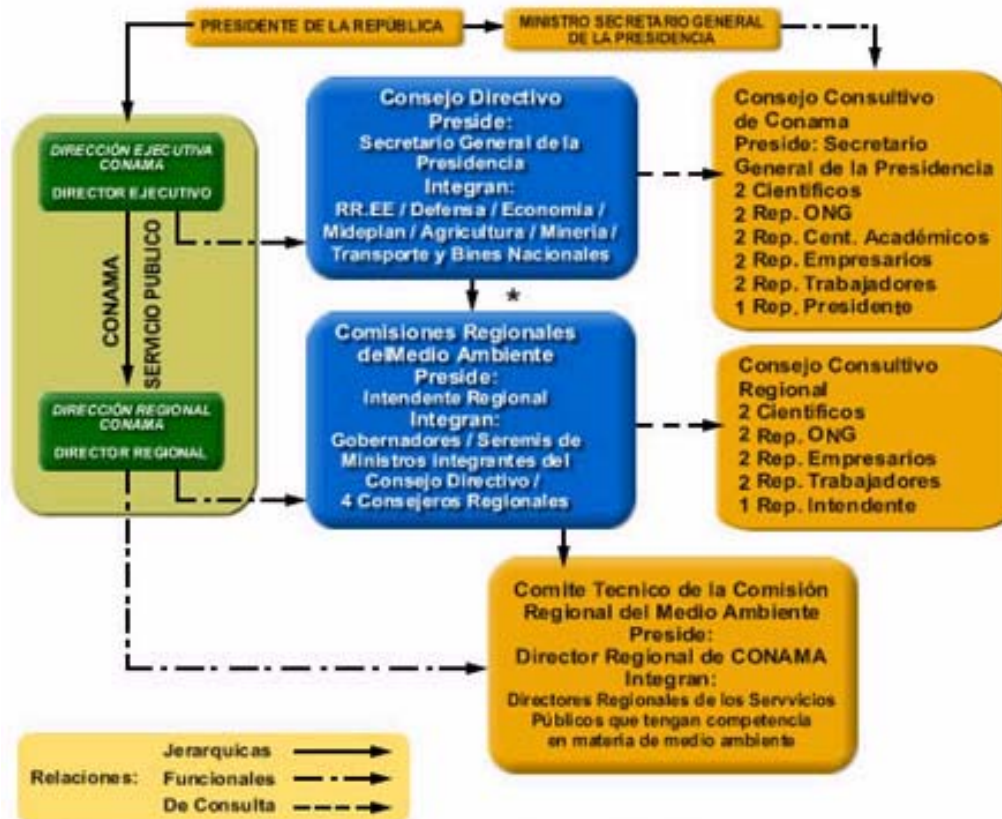 PRESIDENTE DE LA REPÚBLICA
MINISTRO SECRETARIO GENERAL
DE LA PRESIDENCIA
DIRECCIÓN EJECUTIVA
CONAMA
DIRECTOR EJECUTIVO
CONAMA
SERVICIO PUBLICO
DIRECCIÓN REGIONAL
CONAMA
DIRECTOR REGIONAL
Consejo Directivo
Preside:
Secretario General de la
Presidencia
Integran:
RR.EE / Defensa / Economía /
Mideplan / Agricultura / Minería /
Transporte y Bines Nacionales
*
Comisiones Regionales
delMedio Ambiente
Preside:
Intendente Regional
Integran:
Gobernadores / Seremis de
Ministros integrantes del
Consejo Directivo /
4 Consejeros Regionales
Consejo Consultivo
de Conama
Preside: Secretario
General de la Presidencia
2 Científicos
2 Rep. ONG
2 Rep. Cent. Académicos
2 Rep. Empresarios
2 Rep. Trabajadores
1 Rep. Presidente
Consejo Consultivo
Regional
2 Científicos
2 Rep. ONG
2 Rep. Empresarios
2 Rep. Trabajadores
1 Rep. Intendente
Comite Tecnico de la Comisión
Regional del Medio Ambiente
Preside:
Director Regional de CONAMA
Integran:
Directores Regionales de los Servvicios
Públicos que tengan competencia
en materia de medio ambiente
Relaciones:
Jerarquicas
Funcionales
De Consulta